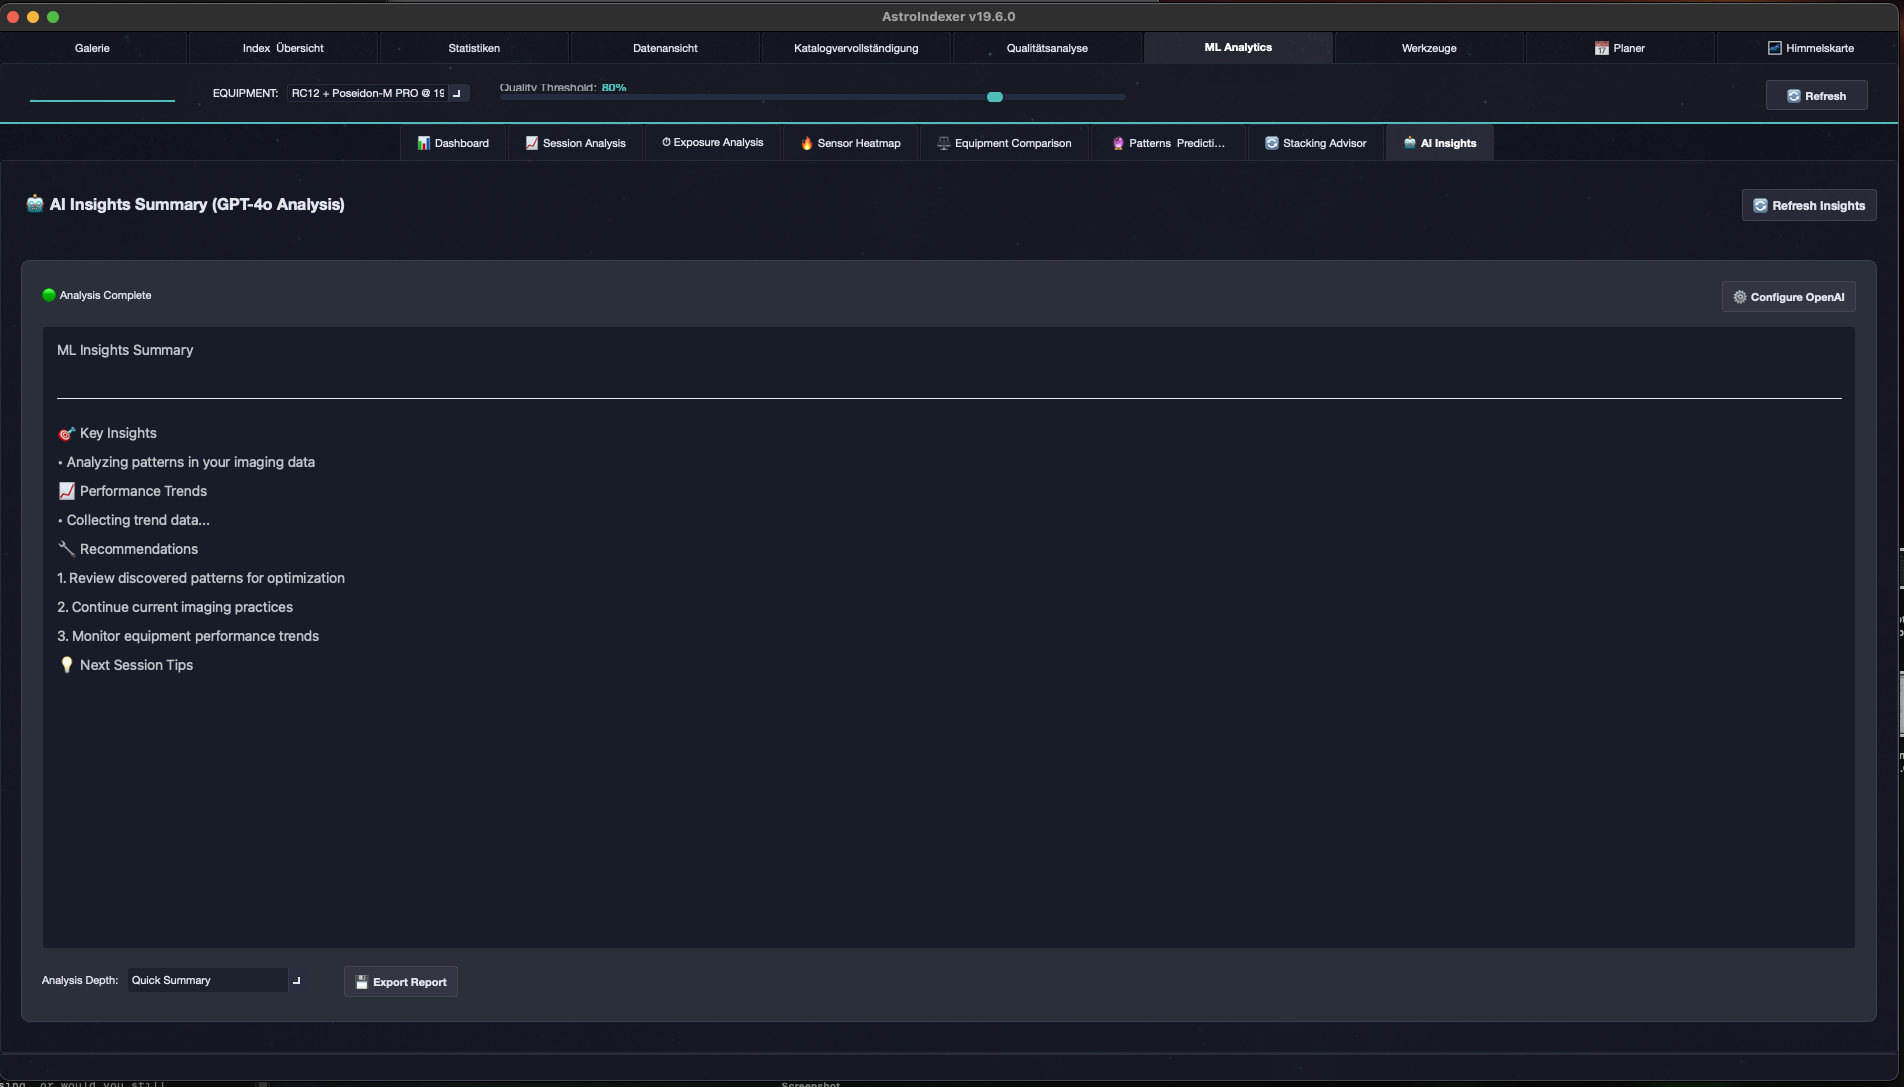 AstroIndexer v19.6.0
Galerie
Index Übersicht
Statistiken
Datenansicht
Katalogvervollständigung
Qualitätsanalyse
ML Analytics
Werkzeuge
Planer
Himmelskarte
EQUIPMENT: RC12 + Poseidon-M PRO @ 19
Quality Threshold: 80%
Refresh
Dashboard
Session Analysis
Exposure Analysis
Sensor Heatmap
Equipment Comparison
Patterns Predicti...
Stacking Advisor
AI Insights
AI Insights Summary (GPT-4o Analysis)
Refresh Insights
Analysis Complete
Configure OpenAI
ML Insights Summary
Key Insights
• Analyzing patterns in your imaging data
Performance Trends
• Collecting trend data...
Recommendations
1. Review discovered patterns for optimization
2. Continue current imaging practices
3. Monitor equipment performance trends
Next Session Tips
Analysis Depth: Quick Summary
Export Report
or would you still
Screenshot